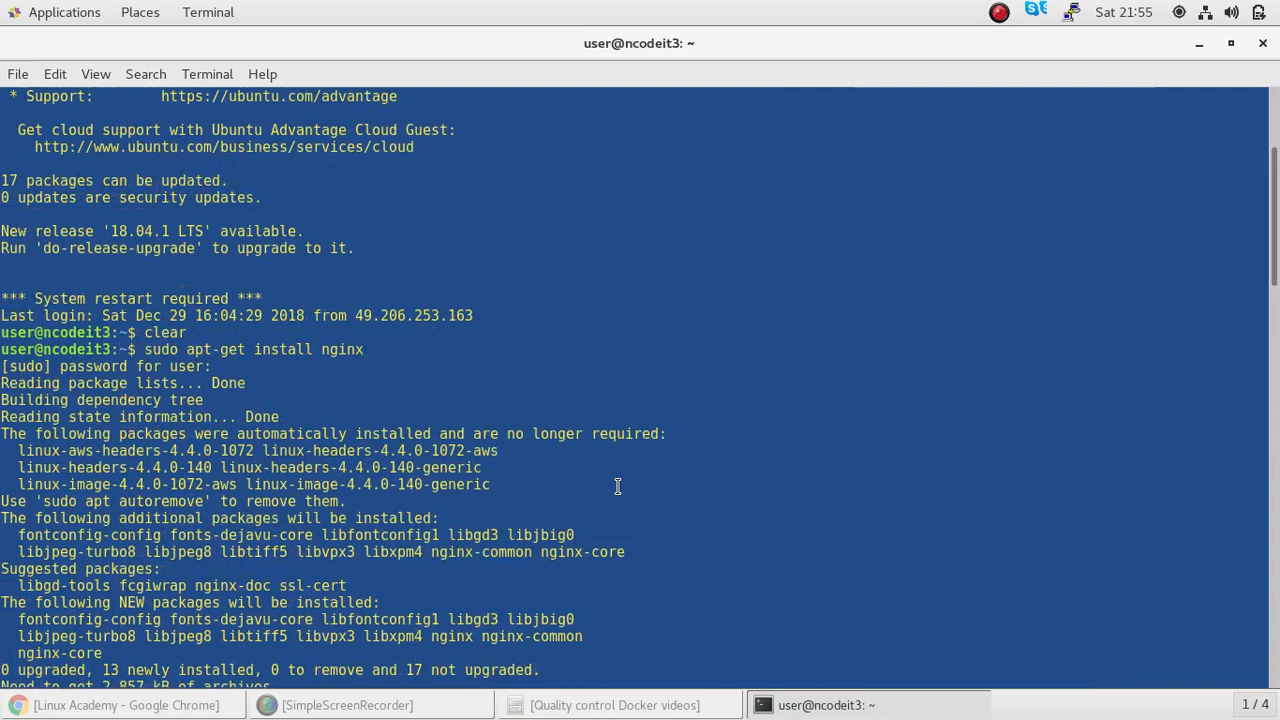 Applications Places Terminal Sat 21:55
user@ncodeit3: ~
File Edit View Search Terminal Help
* Support: https://ubuntu.com/advantage
Get cloud support with Ubuntu Advantage Cloud Guest:
http://www.ubuntu.com/business/services/cloud
17 packages can be updated.
0 updates are security updates.
New release '18.04.1 LTS' available.
Run 'do-release-upgrade' to upgrade to it.
*** System restart required ***
Last login: Sat Dec 29 16:04:29 2018 from 49.206.253.163
user@ncodeit3:~$ clear
user@ncodeit3:~$ sudo apt-get install nginx
[sudo] password for user:
Reading package lists... Done
Building dependency tree
Reading state information... Done
The following packages were automatically installed and are no longer required:
linux-aws-headers-4.4.0-1072 linux-headers-4.4.0-1072-aws
linux-headers-4.4.0-140 linux-headers-4.4.0-140-generic
linux-image-4.4.0-1072-aws linux-image-4.4.0-140-generic
Use 'sudo apt autoremove' to remove them.
The following additional packages will be installed:
fontconfig-config fonts-dejavu-core libfontconfig1 libgd3 libjbig0
libjpeg-turbo8 libjpeg8 libtiff5 libvpx3 libxpm4 nginx-common nginx-core
Suggested packages:
libgd-tools fcgiwrap nginx-doc ssl-cert
The following NEW packages will be installed:
fontconfig-config fonts-dejavu-core libfontconfig1 libgd3 libjbig0
libjpeg-turbo8 libjpeg8 libtiff5 libvpx3 libxpm4 nginx nginx-common
nginx-core
0 upgraded, 13 newly installed, 0 to remove and 17 not upgraded.
Need to get 2,857 kB of archives.
[Linux Academy - Google Chrome] [SimpleScreenRecorder] [Quality control Docker videos] user@ncodeit3: ~ 1 / 4